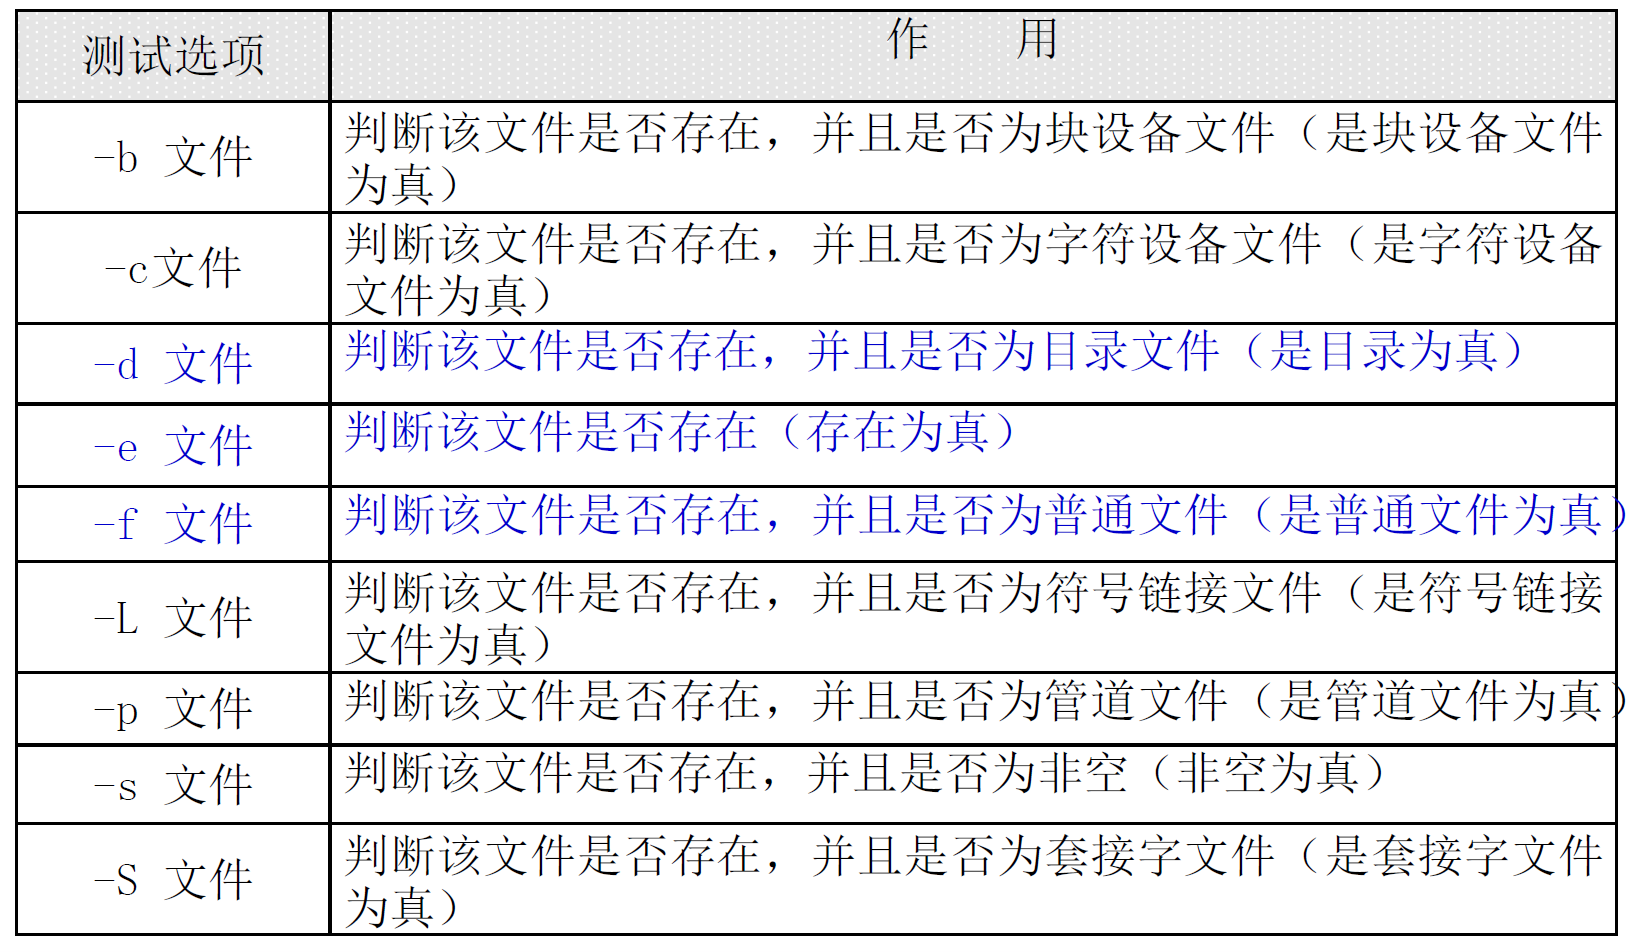 测试选项 作 用
-b 文件 判断该文件是否存在，并且是否为块设备文件（是块设备文件
为真）
-c文件 判断该文件是否存在，并且是否为字符设备文件（是字符设备
文件为真）
-d 文件 判断该文件是否存在，并且是否为目录文件（是目录为真）
-e 文件 判断该文件是否存在（存在为真）
-f 文件 判断该文件是否存在，并且是否为普通文件（是普通文件为真）
-L 文件 判断该文件是否存在，并且是否为符号链接文件（是符号链接
文件为真）
-p 文件 判断该文件是否存在，并且是否为管道文件（是管道文件为真）
-s 文件 判断该文件是否存在，并且是否为非空（非空为真）
-S 文件 判断该文件是否存在，并且是否为套接字文件（是套接字文件
为真）